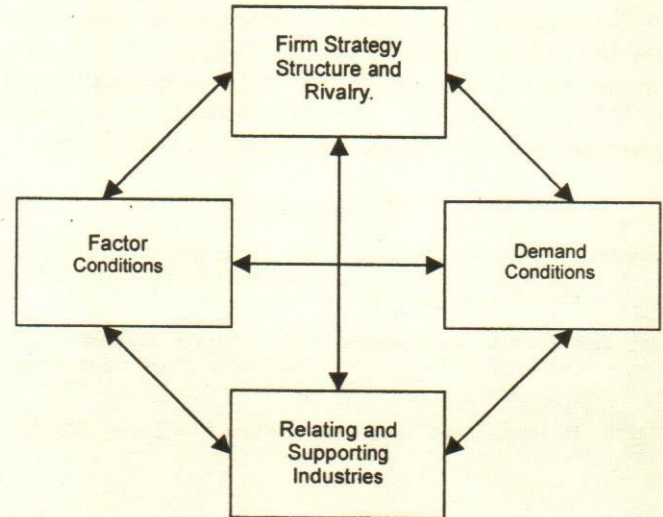 Firm Strategy
Structure and
Rivalry.
Factor
Conditions
Demand
Conditions
Relating and
Supporting
Industries